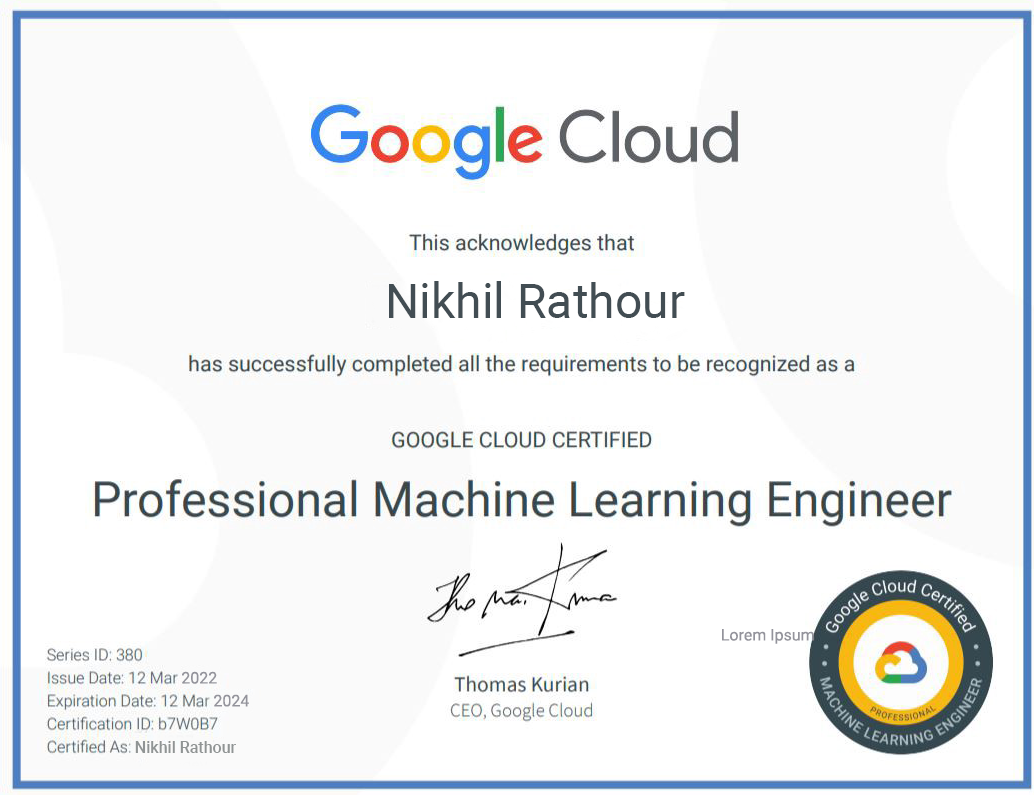 Google Cloud
This acknowledges that
Nikhil Rathour
has successfully completed all the requirements to be recognized as a
GOOGLE CLOUD CERTIFIED
Professional Machine Learning Engineer
Thomas Kurian
CEO, Google Cloud
Series ID: 380
Issue Date: 12 Mar 2022
Expiration Date: 12 Mar 2024
Certification ID: b7W0B7
Certified As: Nikhil Rathour
Lorem Ipsum
Google Cloud Certified
PROFESSIONAL
MACHINE LEARNING ENGINEER